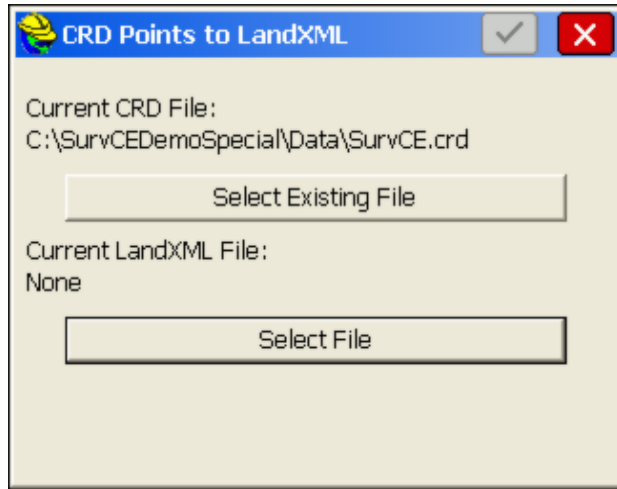 CRD Points to LandXML
Current CRD File:
C:\SurvCEDemoSpecial\Data\SurvCE.crd
Select Existing File
Current LandXML File:
None
Select File